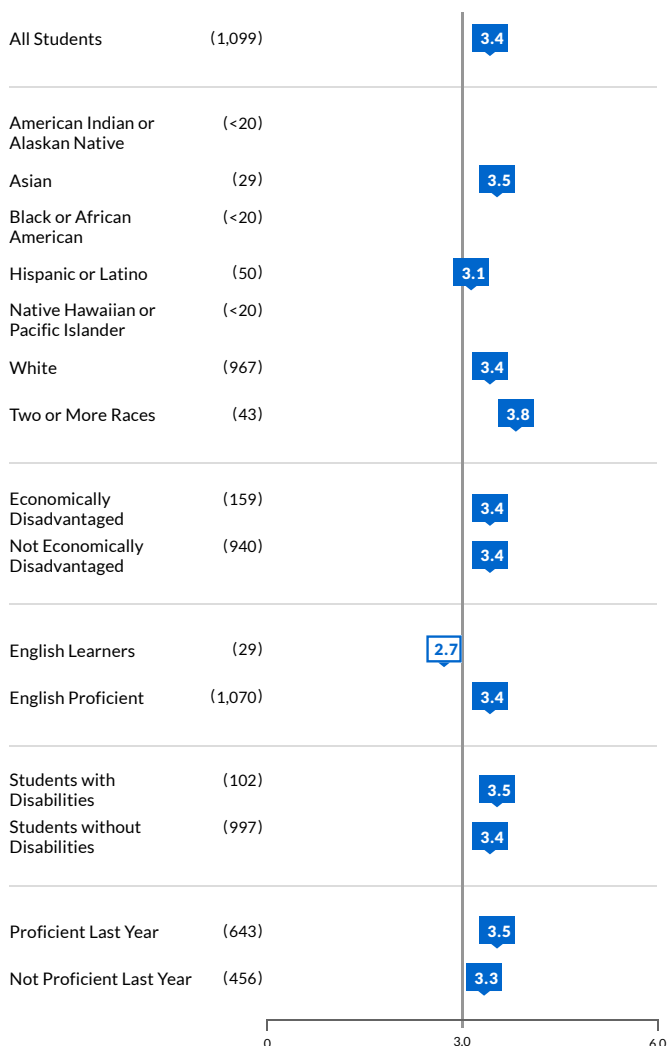 All Students (1,099) 3.4
American Indian or (<20)
Alaskan Native
Asian (29) 3.5
Black or African (<20)
American
Hispanic or Latino (50) 3.1
Native Hawaiian or (<20)
Pacific Islander
White (967) 3.4
Two or More Races (43) 3.8
Economically (159) 3.4
Disadvantaged
Not Economically (940) 3.4
Disadvantaged
English Learners (29) 2.7
English Proficient (1,070) 3.4
Students with (102) 3.5
Disabilities
Students without (997) 3.4
Disabilities
Proficient Last Year (643) 3.5
Not Proficient Last Year (456) 3.3
0 3.0 6.0